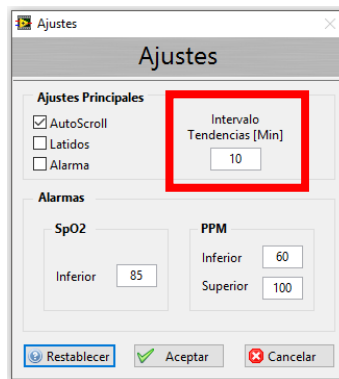 Ajustes
Ajustes
Ajustes Principales
AutoScroll
Latidos
Alarma
Intervalo
Tendencias [Min]
10
Alarmas
SpO2
Inferior 85
PPM
Inferior 60
Superior 100
Restablecer Aceptar Cancelar